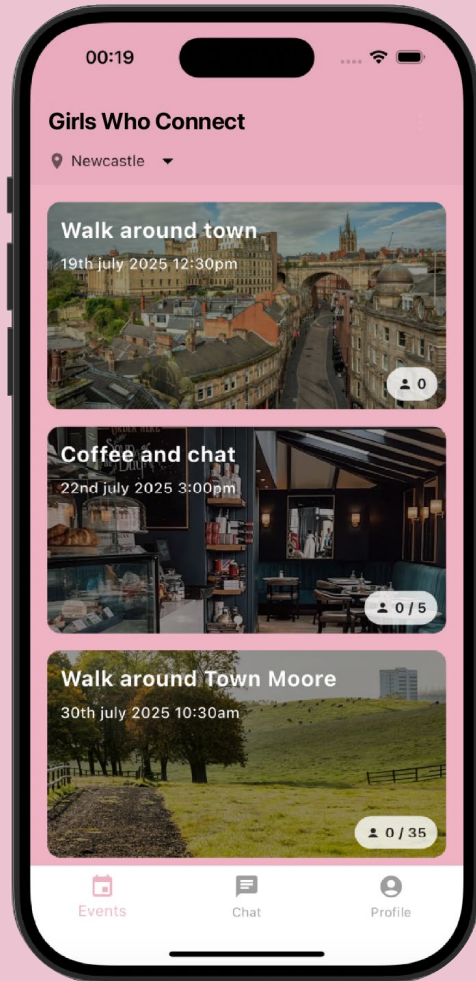 00:19
Girls Who Connect
Newcastle
Walk around town
19th july 2025 12:30pm
0
Coffee and chat
22nd july 2025 3:00pm
0 / 5
Walk around Town Moore
30th july 2025 10:30am
0 / 35
Events
Chat
Profile